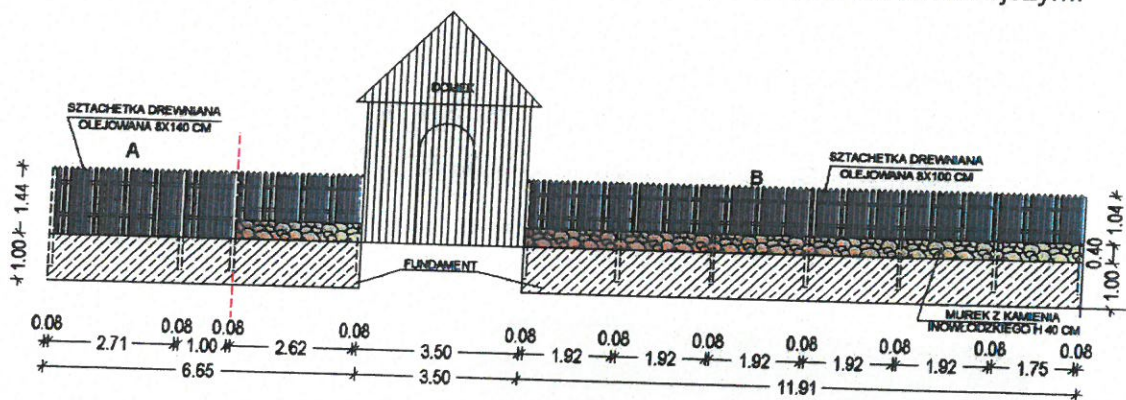 DOMEK
SZTACHETKA DREWNIANA
OLEJOWANA 8X140 CM
A
SZTACHETKA DREWNIANA
OLEJOWANA 8X100 CM
B
1.44
1.00
1.04
0.40
1.00
FUNDAMENT
MUREK Z KAMIENIA
INOWŁODZKIEGO H 40 CM
0.08 0.08 0.08 0.08 0.08 0.08 0.08 0.08 0.08 0.08 0.08
2.71 1.00 2.62 3.50 1.92 1.92 1.92 1.92 1.92 1.75
6.65 3.50 11.91